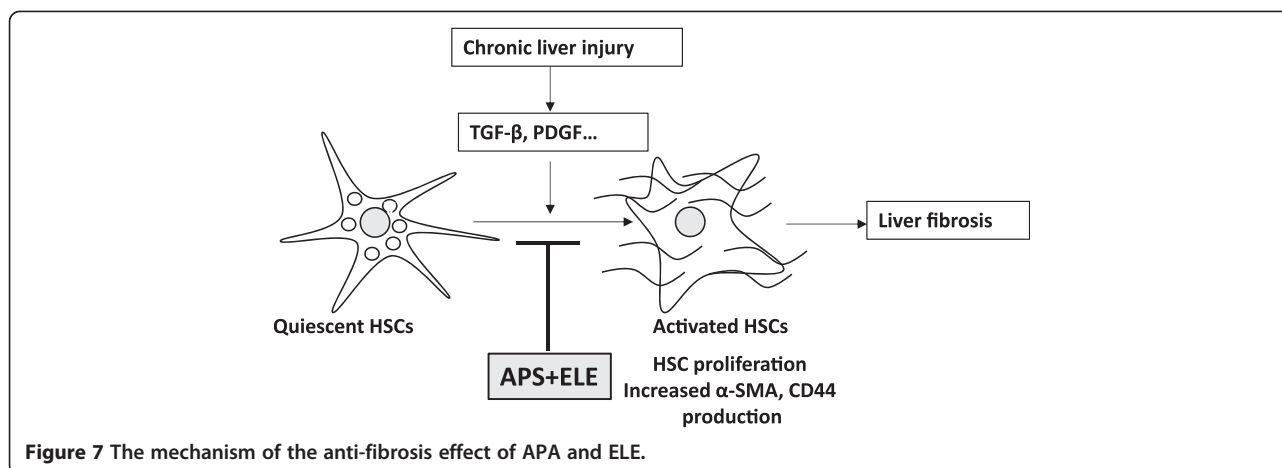 Chronic liver injury
TGF-β, PDGF...
Liver fibrosis
Quiescent HSCs
Activated HSCs
APS+ELE
HSC proliferation
Increased α-SMA, CD44
production
Figure 7 The mechanism of the anti-fibrosis effect of APA and ELE.